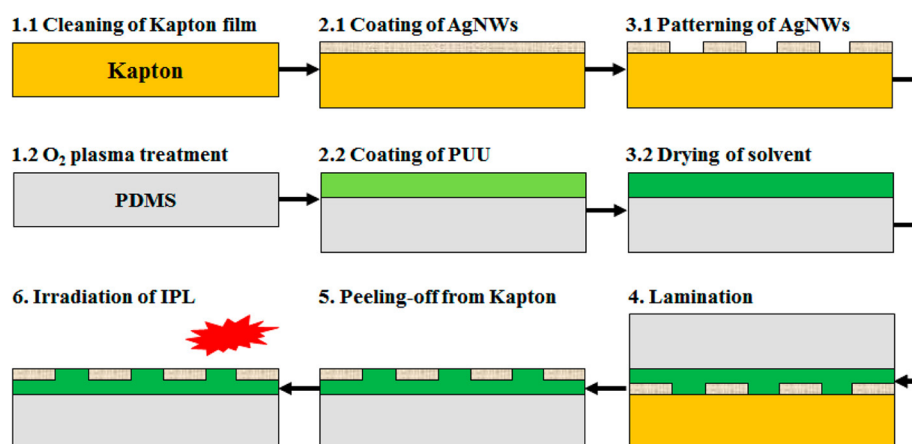 1.1 Cleaning of Kapton film
2.1 Coating of AgNWs
3.1 Patterning of AgNWs
Kapton
1.2 O₂ plasma treatment
2.2 Coating of PUU
3.2 Drying of solvent
PDMS
6. Irradiation of IPL
5. Peeling-off from Kapton
4. Lamination